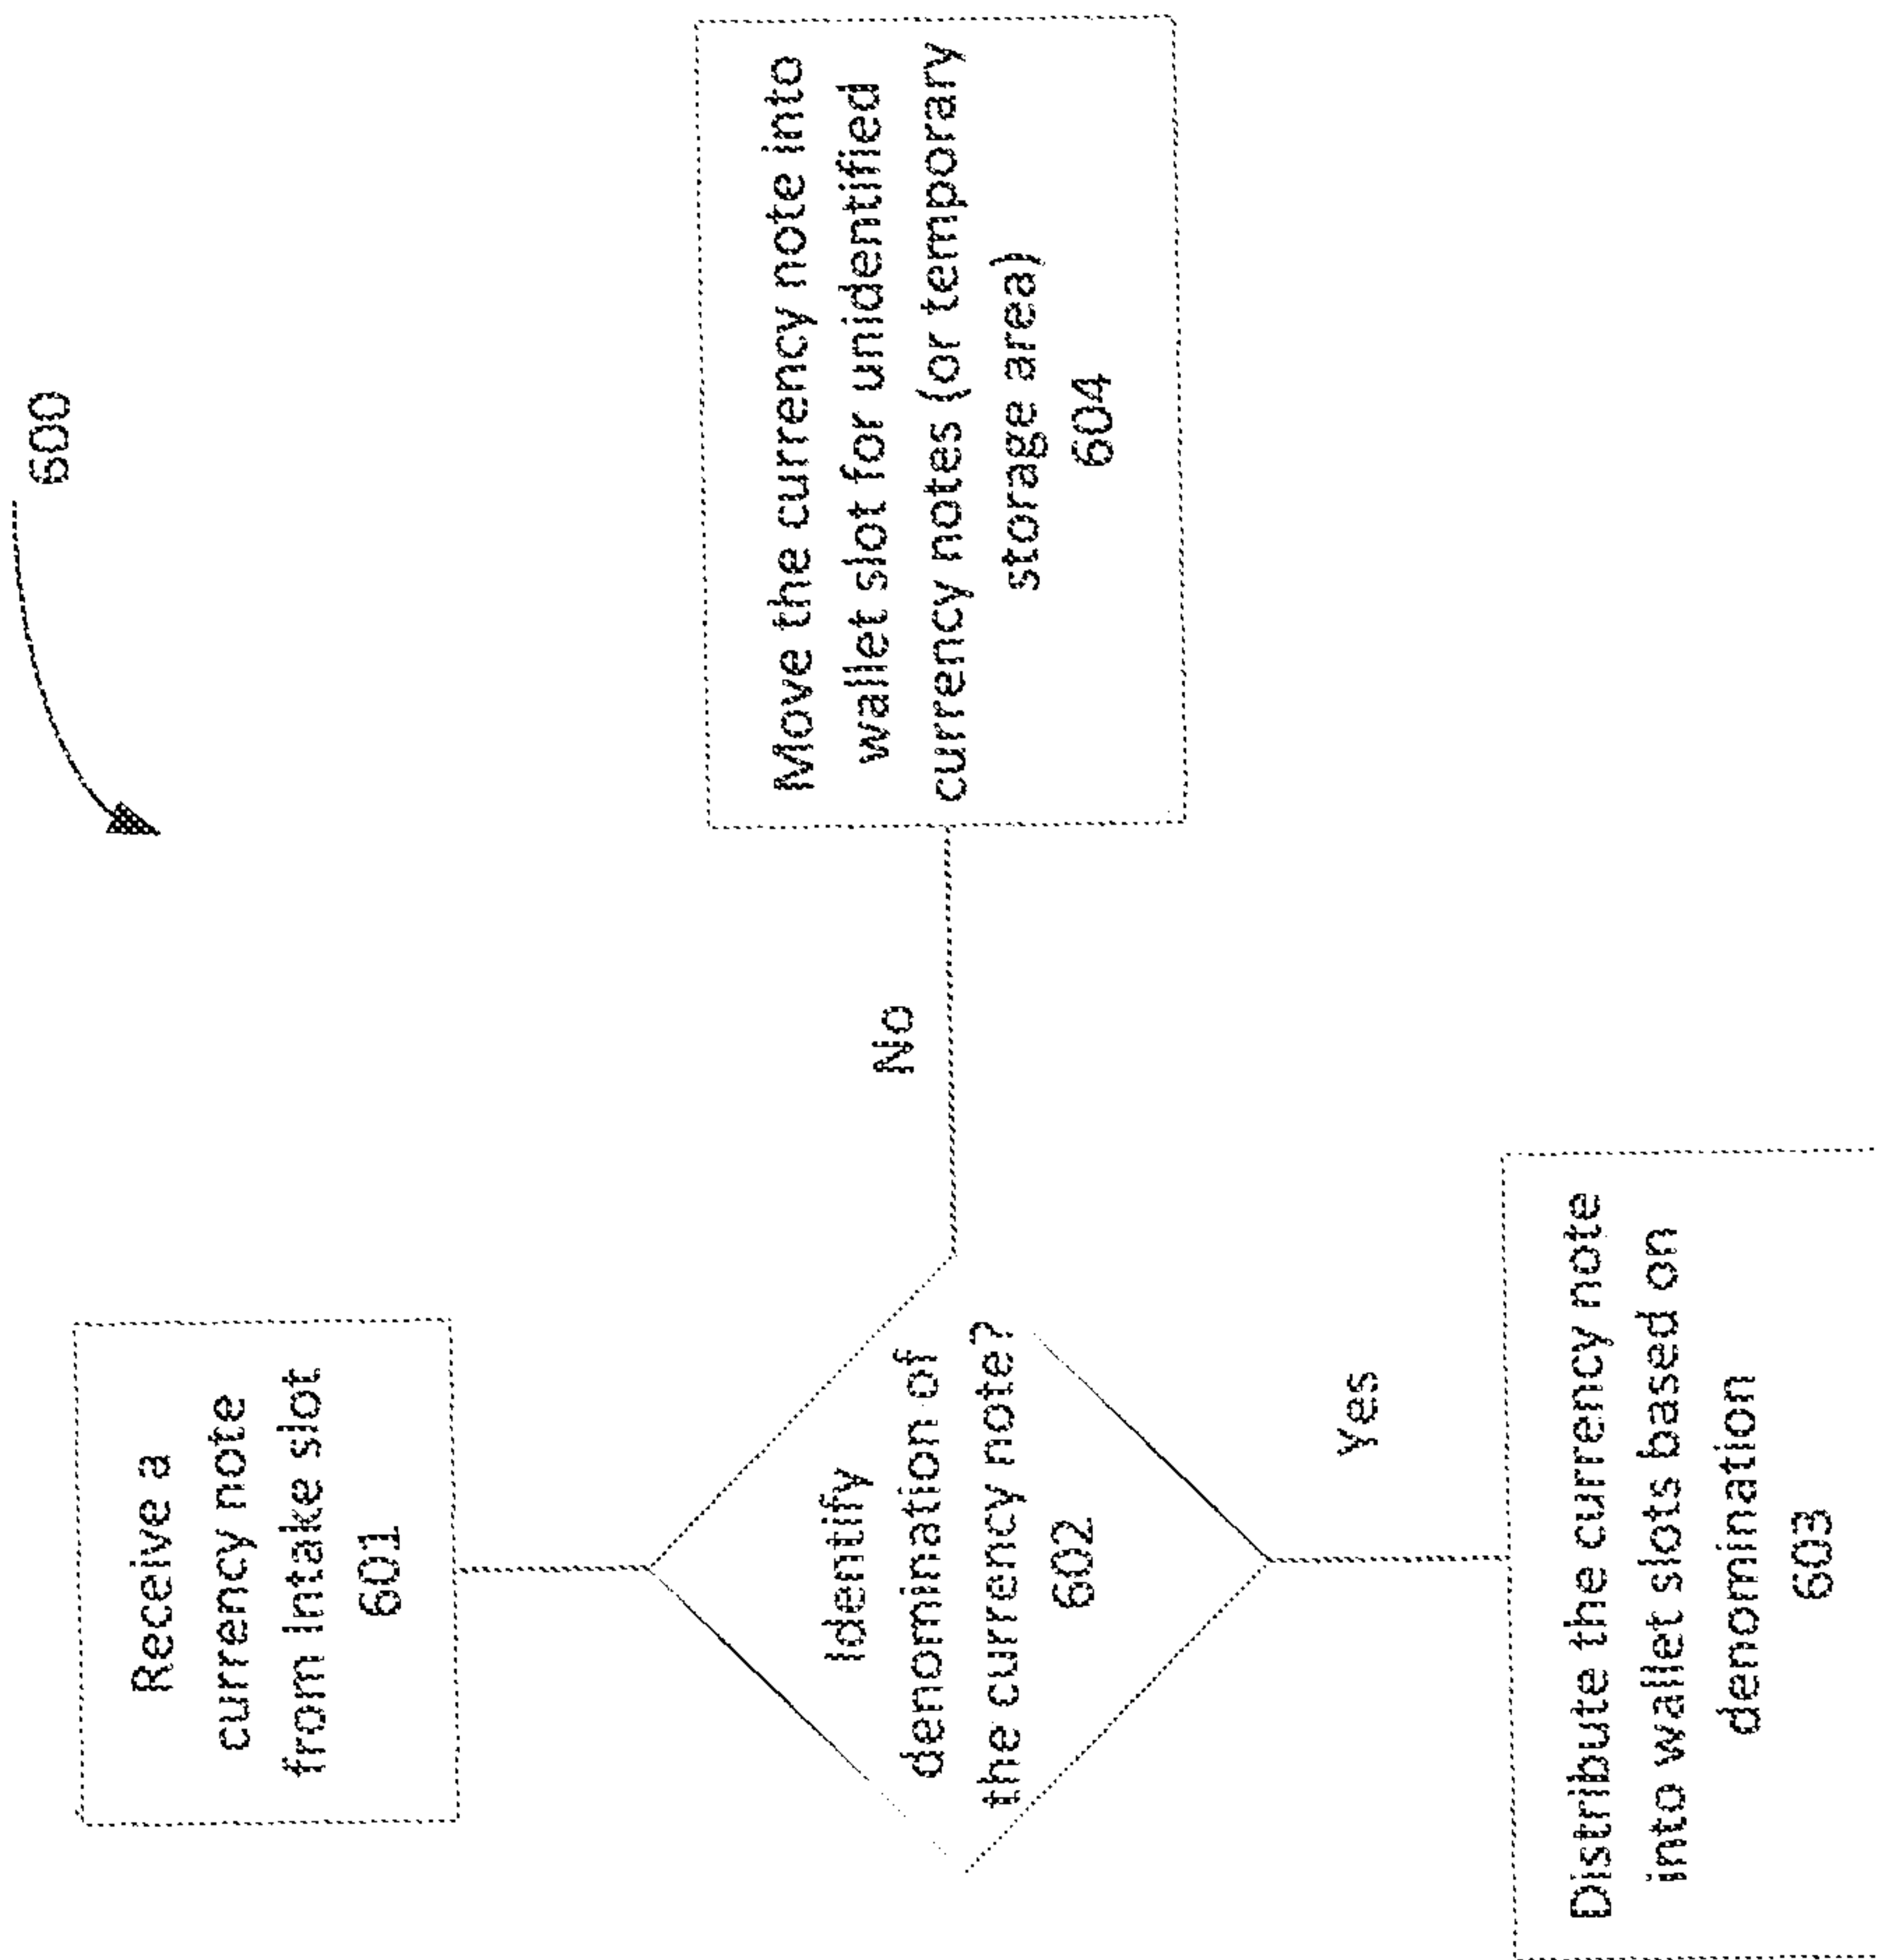 600
Receive a
currency note
from Intake slot
601
Identify
denomination of
the currency note?
602
No
Move the currency note into
wallet slot for unidentified
currency notes (or temporary
storage area)
604
Yes
Distribute the currency note
into wallet slots based on
denomination
603